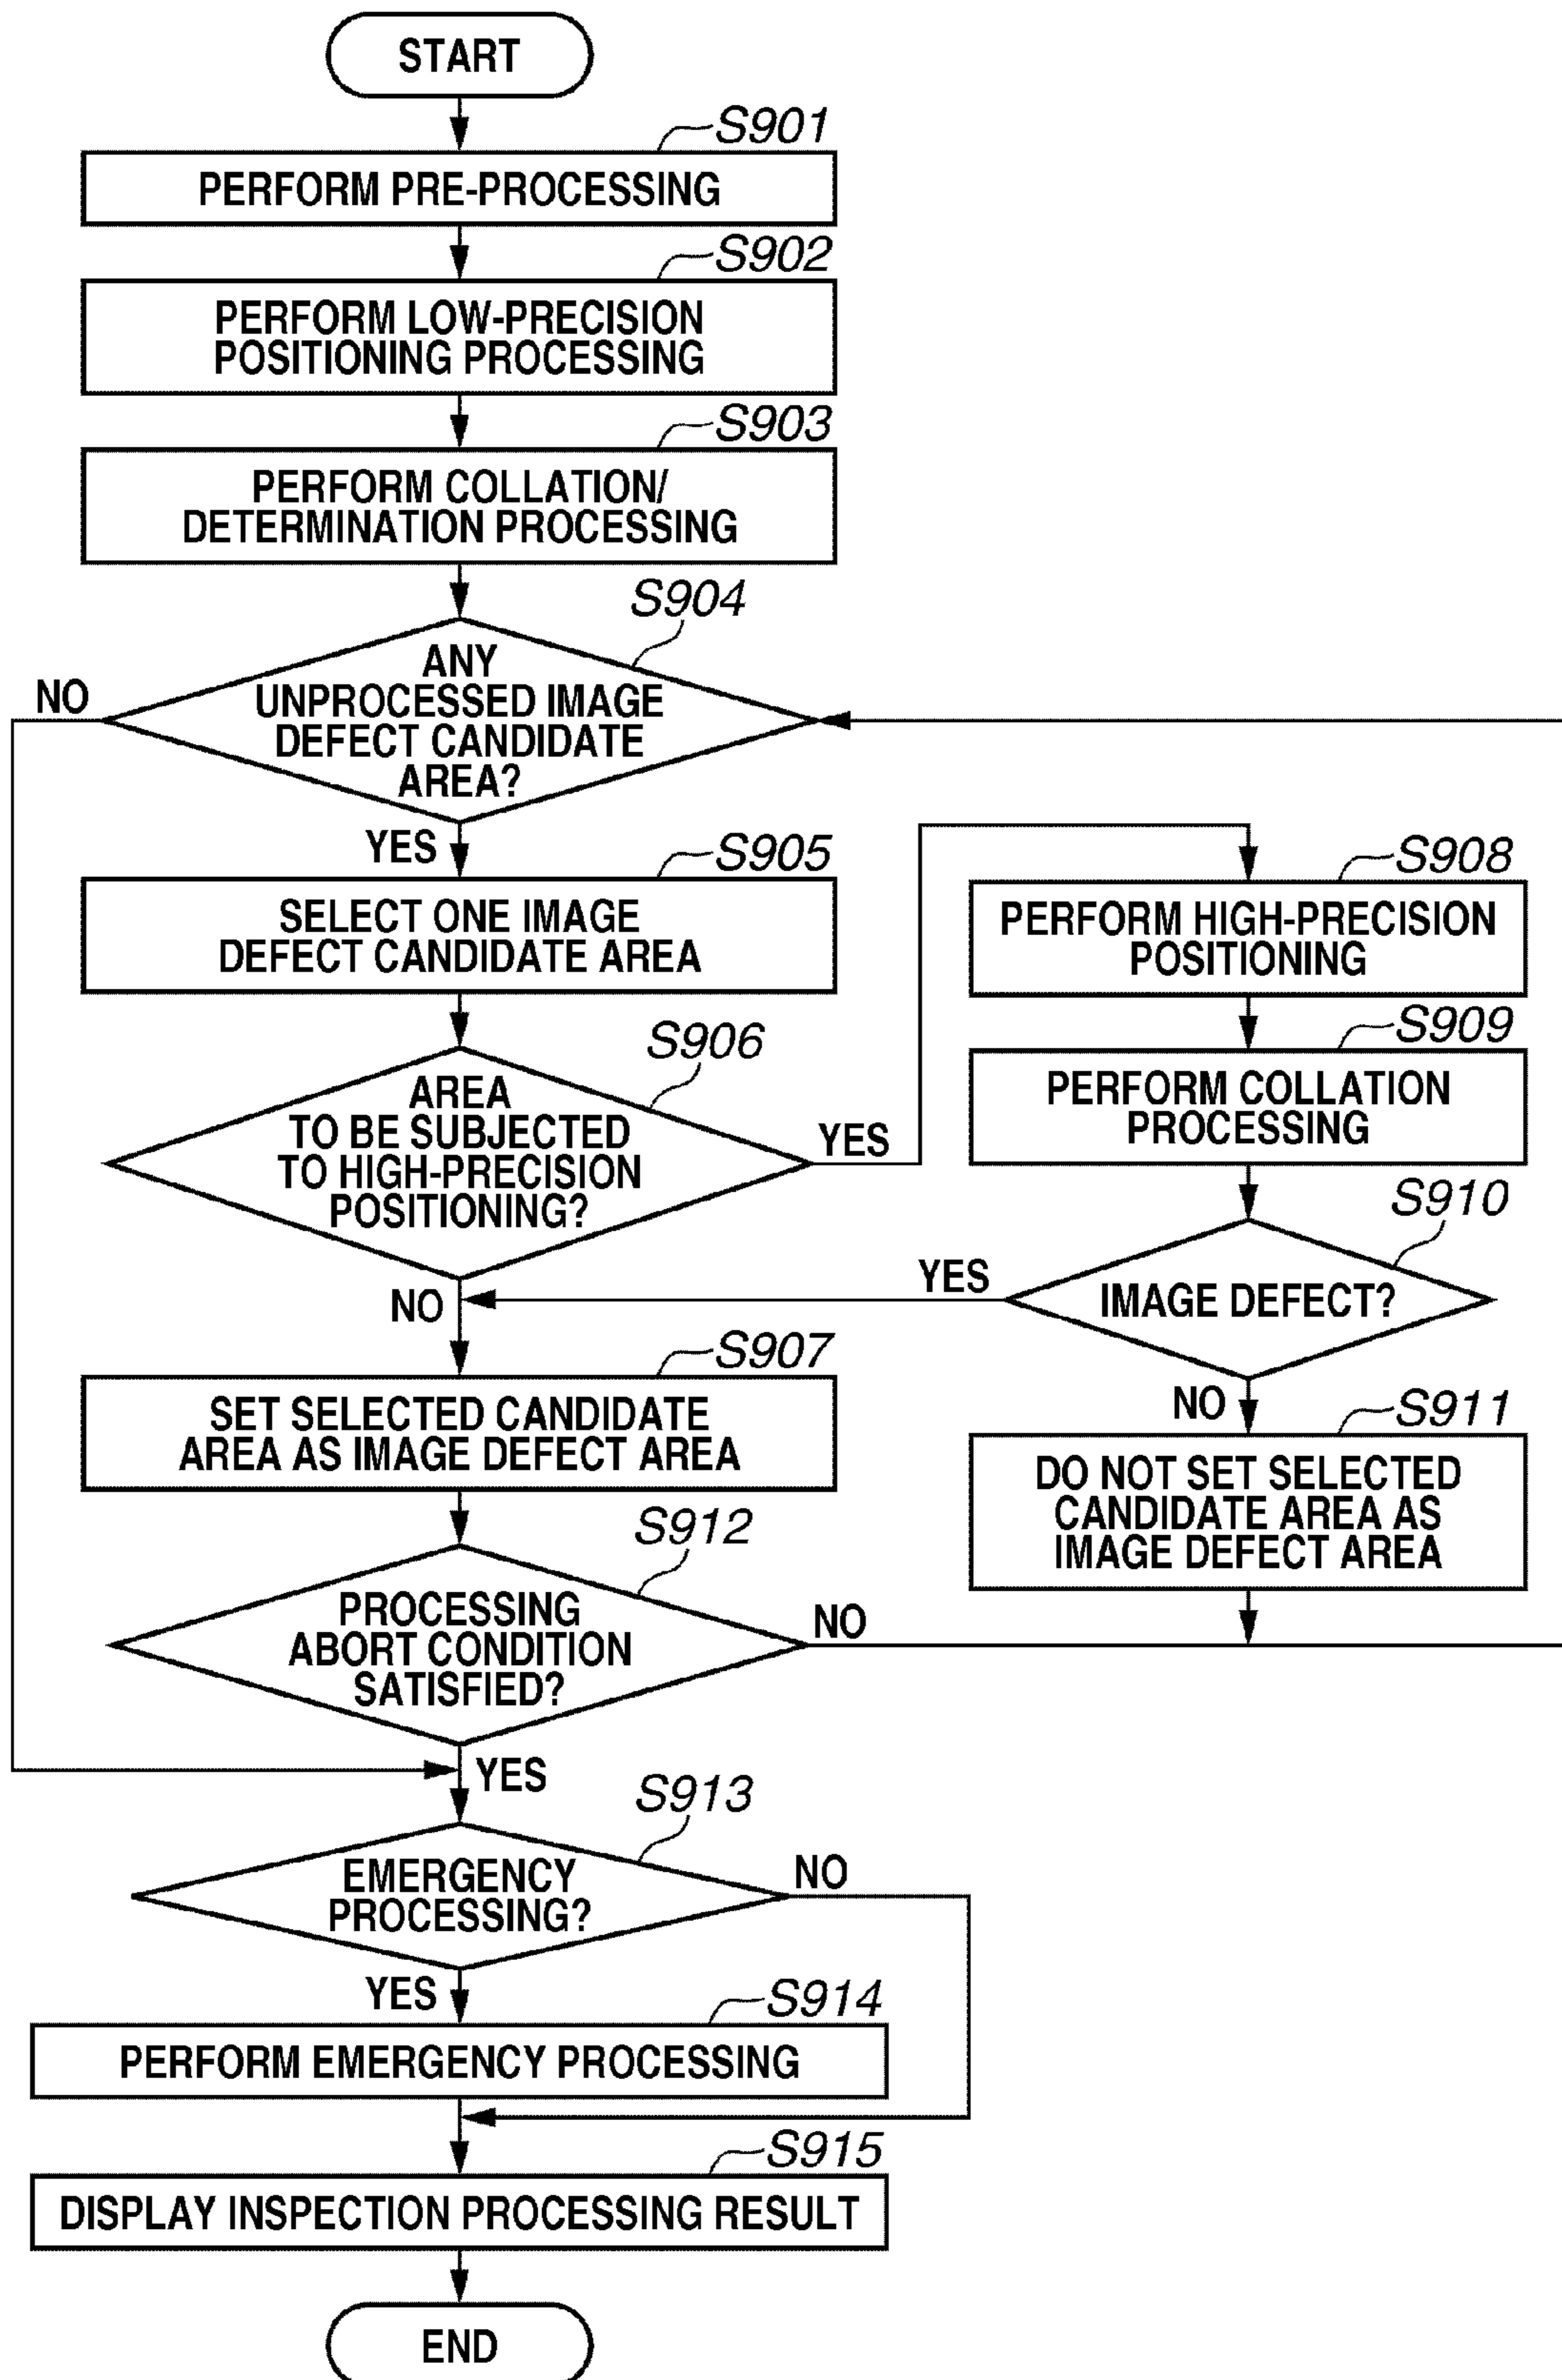 START
S901
PERFORM PRE-PROCESSING
S902
PERFORM LOW-PRECISION
POSITIONING PROCESSING
S903
PERFORM COLLATION/
DETERMINATION PROCESSING
S904
ANY
UNPROCESSED IMAGE
DEFECT CANDIDATE
AREA?
NO
YES
S905
SELECT ONE IMAGE
DEFECT CANDIDATE AREA
S906
AREA
TO BE SUBJECTED
TO HIGH-PRECISION
POSITIONING?
YES
NO
S908
PERFORM HIGH-PRECISION
POSITIONING
S909
PERFORM COLLATION
PROCESSING
S910
IMAGE DEFECT?
YES
NO
S911
DO NOT SET SELECTED
CANDIDATE AREA AS
IMAGE DEFECT AREA
S907
SET SELECTED CANDIDATE
AREA AS IMAGE DEFECT AREA
S912
PROCESSING
ABORT CONDITION
SATISFIED?
NO
YES
S913
EMERGENCY
PROCESSING?
NO
YES
S914
PERFORM EMERGENCY PROCESSING
S915
DISPLAY INSPECTION PROCESSING RESULT
END